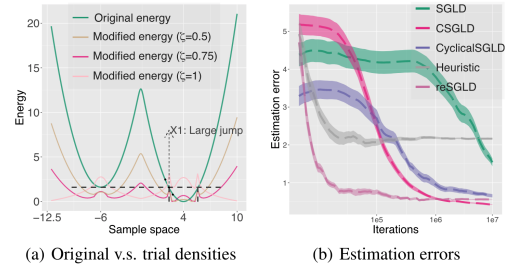 Original energy
Modified energy (ζ=0.5)
Modified energy (ζ=0.75)
Modified energy (ζ=1)
X1: Large jump
Energy
20
15
10
5
0
−12.5
−6
4
10
Sample space
(a) Original v.s. trial densities
SGLD
CSGLD
CyclicalSGLD
Heuristic
reSGLD
Estimation error
5
4
3
2
1
1e5
1e6
1e7
Iterations
(b) Estimation errors